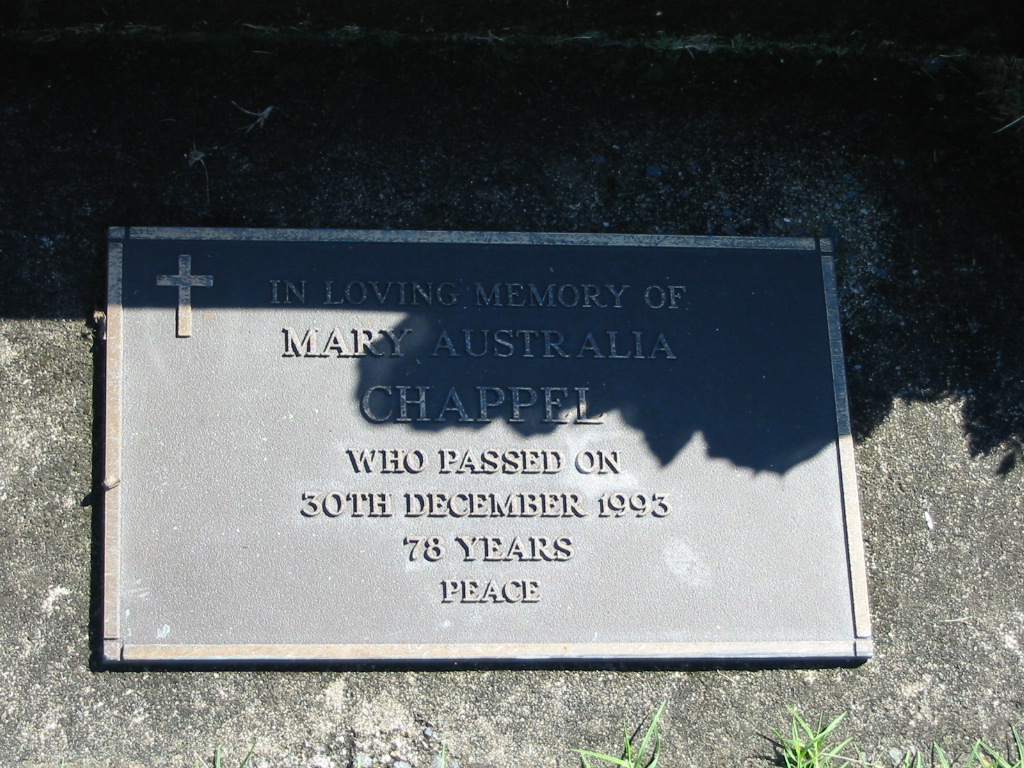 IN LOVING MEMORY OF
MARY AUSTRALIA
CHAPPEL
WHO PASSED ON
30TH DECEMBER 1993
78 YEARS
PEACE